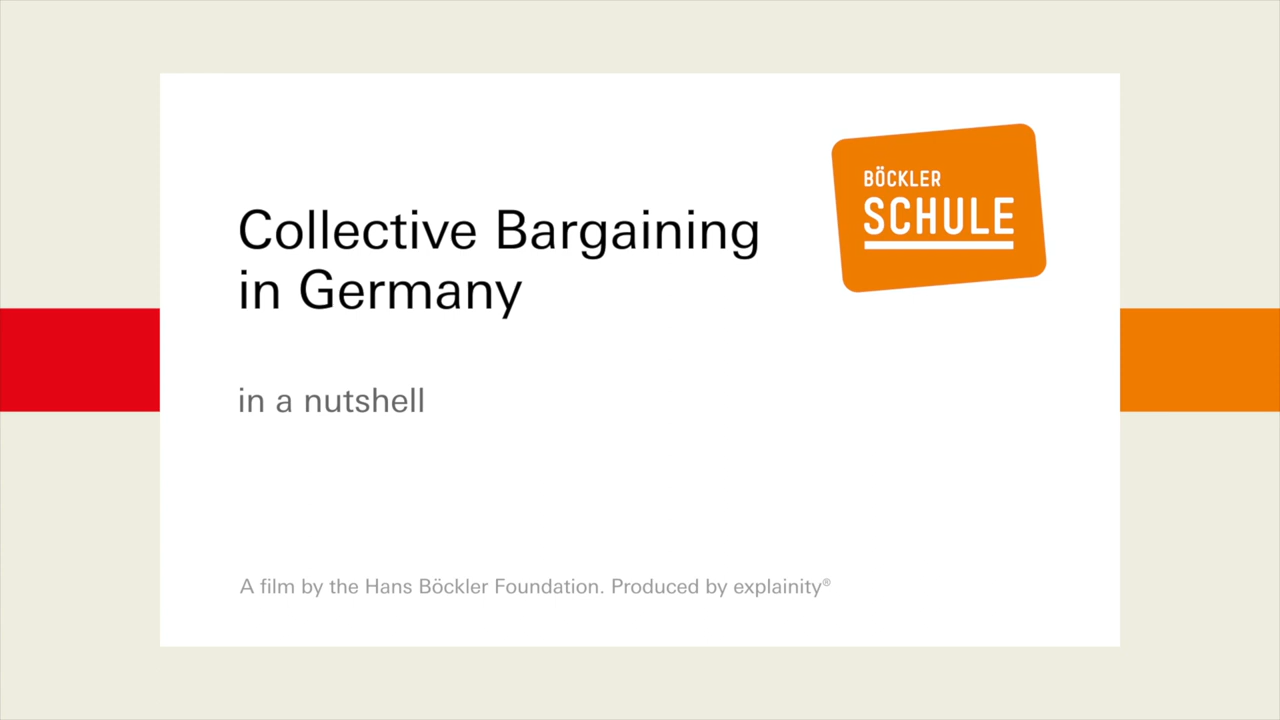 Collective Bargaining
in Germany
BÖCKLER
SCHULE
in a nutshell
A film by the Hans Böckler Foundation. Produced by explainity®